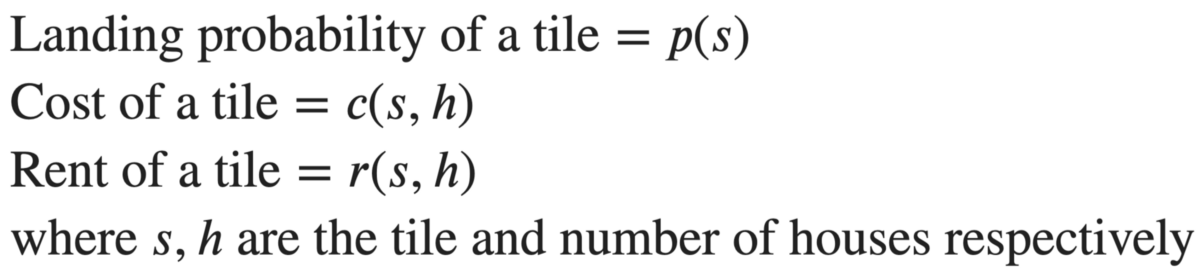 Landing probability of a tile = p(s)
Cost of a tile = c(s, h)
Rent of a tile = r(s, h)
where s, h are the tile and number of houses respectively